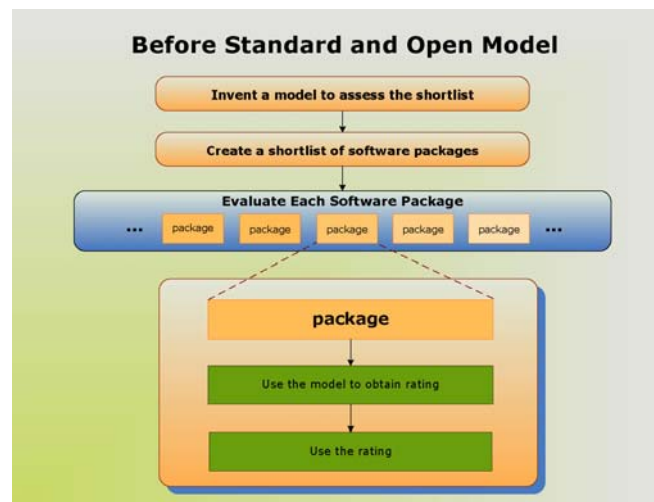 Before Standard and Open Model
Invent a model to assess the shortlist
Create a shortlist of software packages
Evaluate Each Software Package
... package package package package package ...
package
Use the model to obtain rating
Use the rating